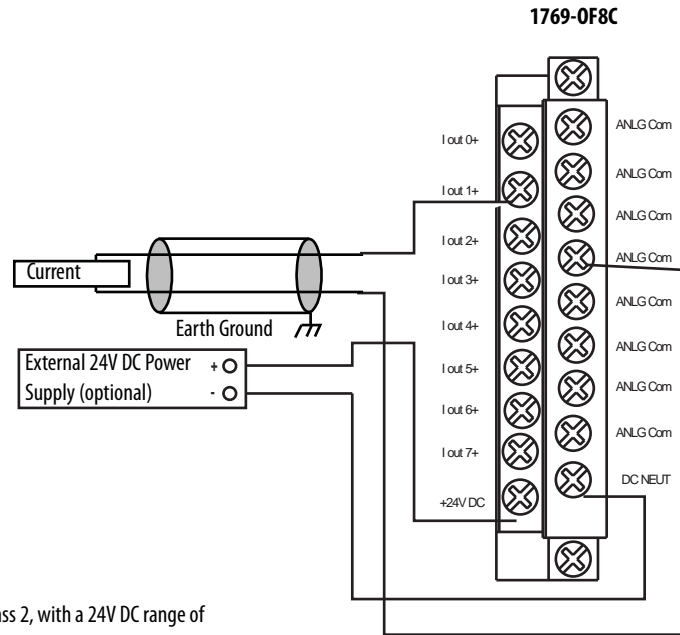 1769-OF8C
I out 0+
I out 1+
I out 2+
I out 3+
I out 4+
I out 5+
I out 6+
I out 7+
+24V DC
ANLG Com
ANLG Com
ANLG Com
ANLG Com
ANLG Com
ANLG Com
ANLG Com
ANLG Com
DC NEUT
Current
Earth Ground
External 24V DC Power +
Supply (optional) -
ss 2, with a 24V DC range of